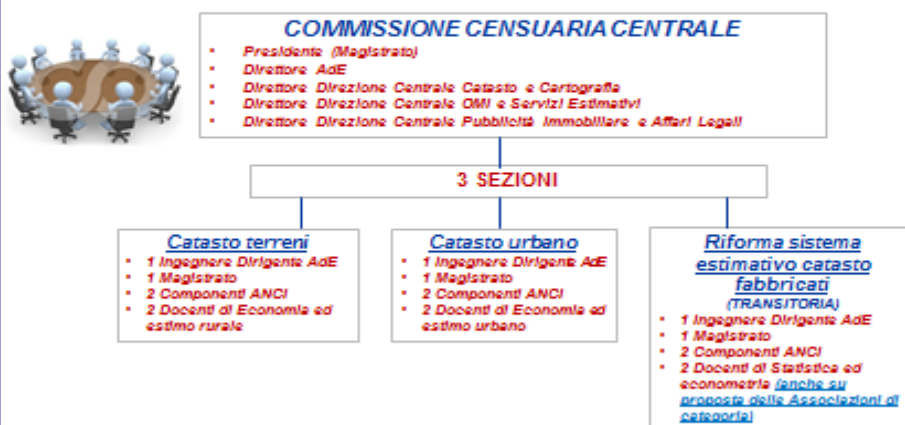 COMMISSIONE CENSUARIA CENTRALE
• Presidente (Magistrato)
• Direttore AdE
• Direttore Direzione Centrale Catasto e Cartografia
• Direttore Direzione Centrale OMI e Servizi Estimativi
• Direttore Direzione Centrale Pubblicità Immobiliare e Affari Legali
3 SEZIONI
Catasto terreni
• 1 Ingegnere Dirigente AdE
• 1 Magistrato
• 2 Componenti ANCI
• 2 Docenti di Economia ed
estimo rurale
Catasto urbano
• 1 Ingegnere Dirigente AdE
• 1 Magistrato
• 2 Componenti ANCI
• 2 Docenti di Economia ed
estimo urbano
Riforma sistema
estimativo catasto
fabbricati
(TRANSITORIA)
• 1 Ingegnere Dirigente AdE
• 1 Magistrato
• 2 Componenti ANCI
• 2 Docenti di Statistica ed
econometria (anche su
proposta delle Associazioni di
categoria)